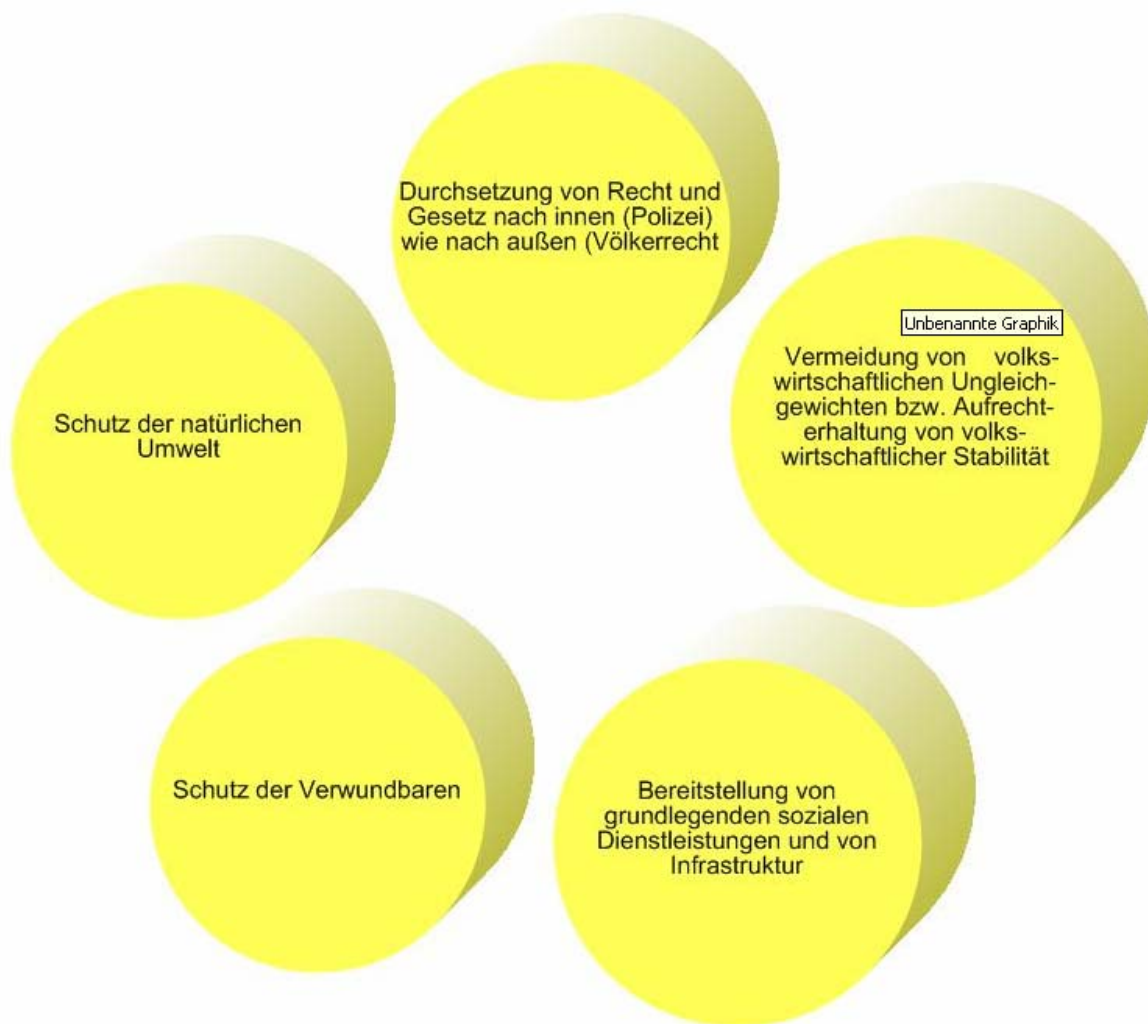 Durchsetzung von Recht und
Gesetz nach innen (Polizei)
wie nach außen (Völkerrecht
Unbenannte Graphik
Vermeidung von volks-
wirtschaftlichen Ungleich-
gewichten bzw. Aufrecht-
erhaltung von volks-
wirtschaftlicher Stabilität
Schutz der natürlichen
Umwelt
Schutz der Verwundbaren
Bereitstellung von
grundlegenden sozialen
Dienstleistungen und von
Infrastruktur